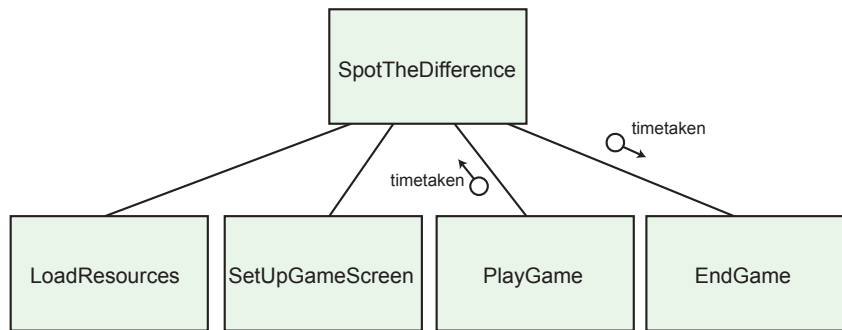 SpotTheDifference
timetaken
timetaken
LoadResources
SetUpGameScreen
PlayGame
EndGame